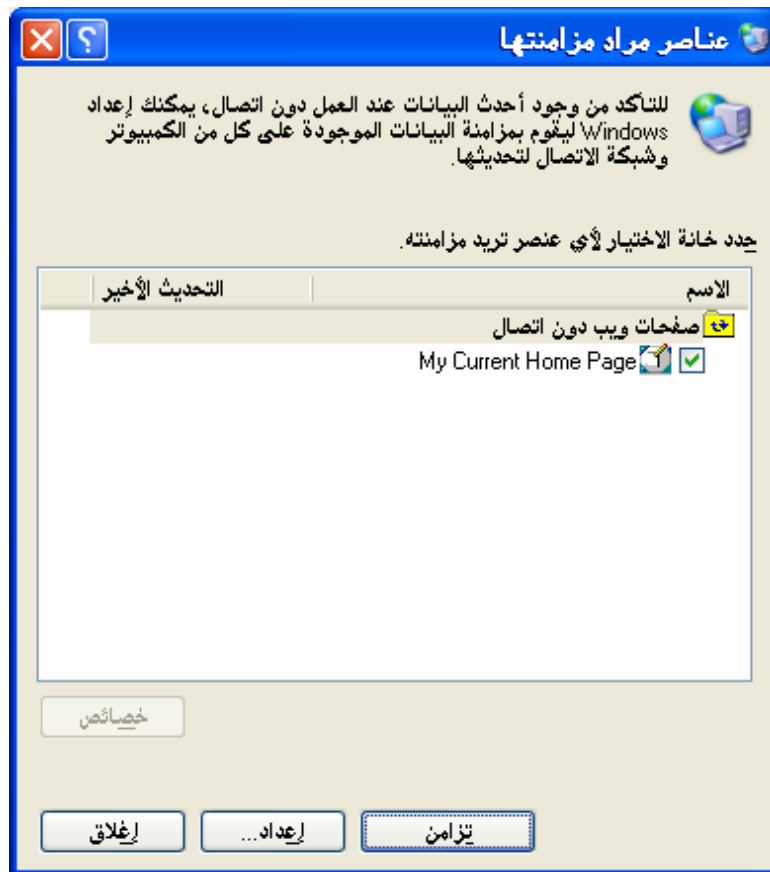 عناصر مراد مزامنتها
للتأكد من وجود أحدث البيانات عند العمل دون اتصال، يمكنك إعداد
Windows ليقوم بمزامنة البيانات الموجودة على كل من الكمبيوتر
وشبكة الاتصال لتحديثها.
حدد خانة الاختيار لأي عنصر تريد مزامنته.
الاسم التحديث الأخير
صفحات ويب دون اتصال
My Current Home Page
خصائص
تزامن إعداد... إغلاق